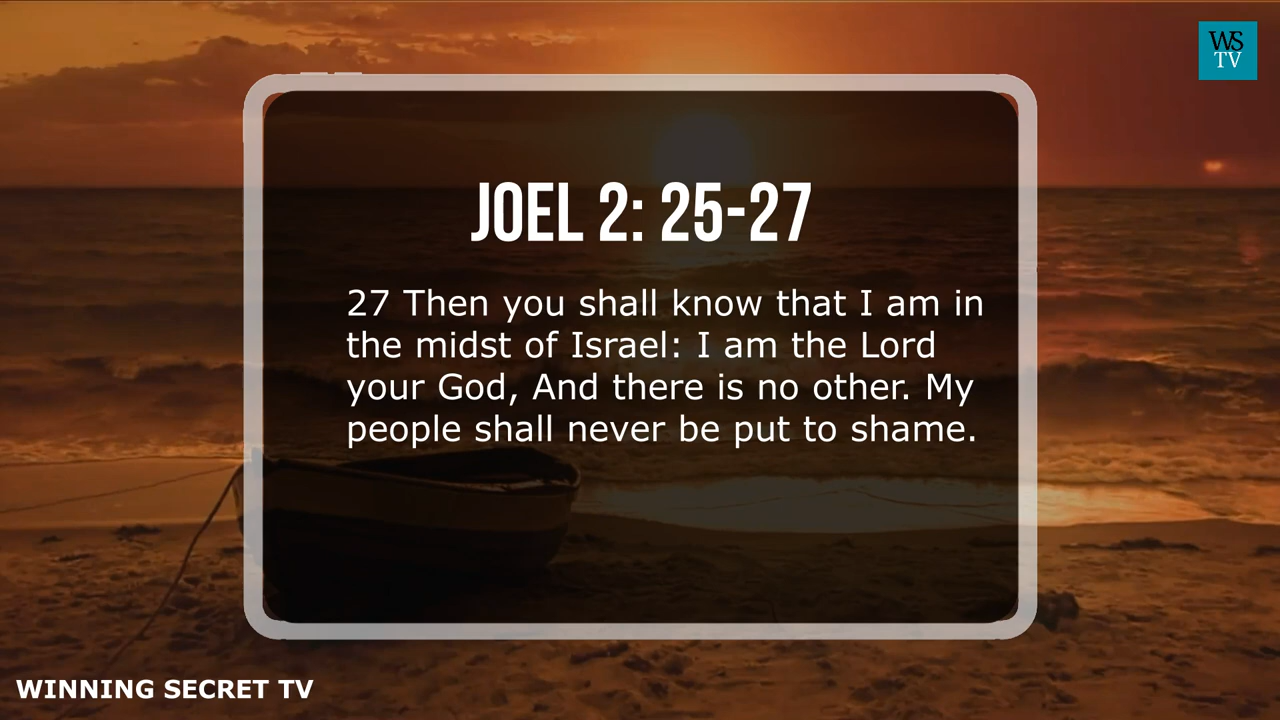 WS
TV
JOEL 2: 25-27
27 Then you shall know that I am in
the midst of Israel: I am the Lord
your God, And there is no other. My
people shall never be put to shame.
WINNING SECRET TV